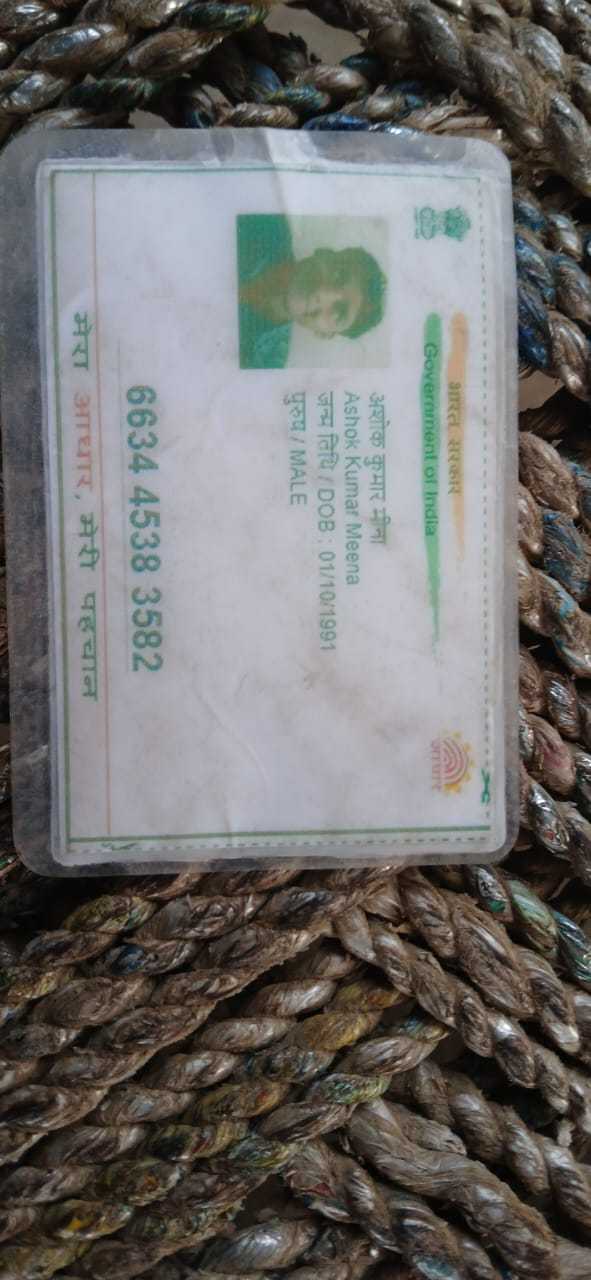 भारत सरकार
Government of India
अशोक कुमार मीना
Ashok Kumar Meena
जन्म तिथि / DOB : 01/10/1991
पुरुष / MALE
6634 4538 3582
मेरा आधार, मेरी पहचान
आधार